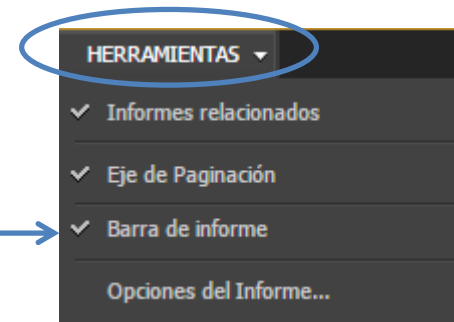 HERRAMIENTAS
Informes relacionados
Eje de Paginación
Barra de informe
Opciones del Informe...